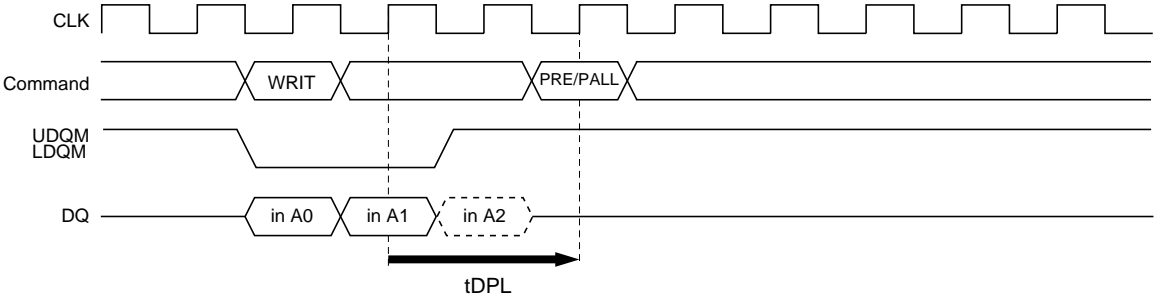 CLK
Command
WRIT
PRE/PALL
UDQM
LDQM
DQ
in A0
in A1
in A2
tDPL